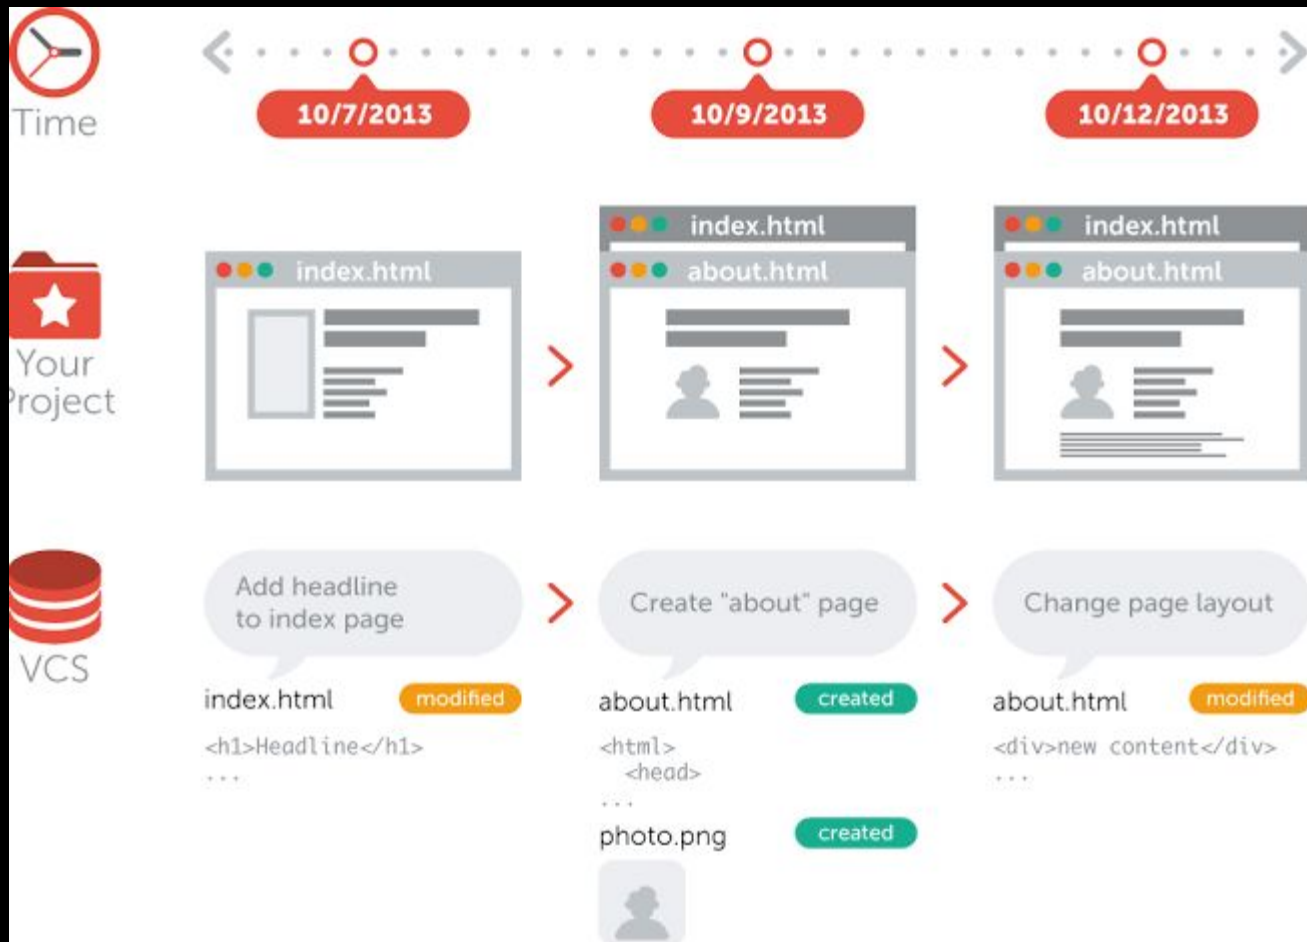 Time
10/7/2013
10/9/2013
10/12/2013
Your
Project
index.html
index.html
about.html
index.html
about.html
VCS
Add headline
to index page
Create "about" page
Change page layout
index.html
modified
<h1>Headline</h1>
...
about.html
created
<html>
<head>
...
photo.png
created
about.html
modified
<div>new content</div>
...